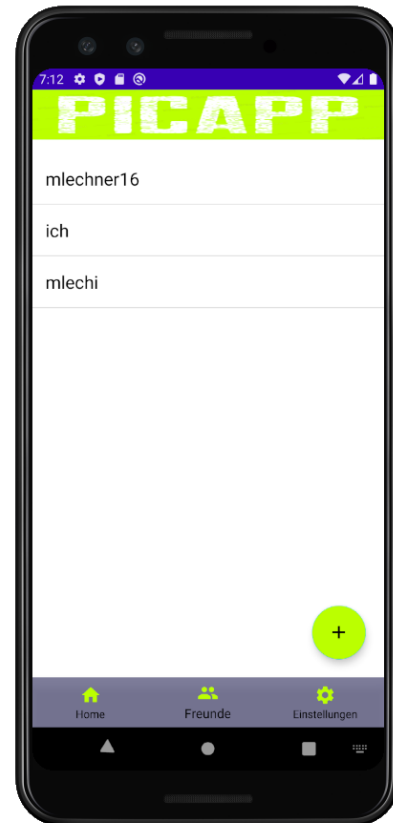 7:12
PICAPP
mlechner16
ich
mlechi
+
Home Freunde Einstellungen